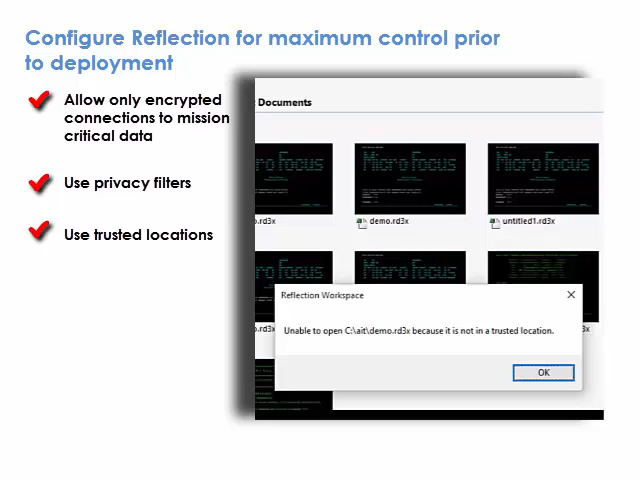 Configure Reflection for maximum control prior
to deployment
Allow only encrypted
connections to mission
critical data
Use privacy filters
Use trusted locations
Documents
demo.rd3x
untitled1.rd3x
Reflection Workspace
Unable to open C:\ait\demo.rd3x because it is not in a trusted location.
OK